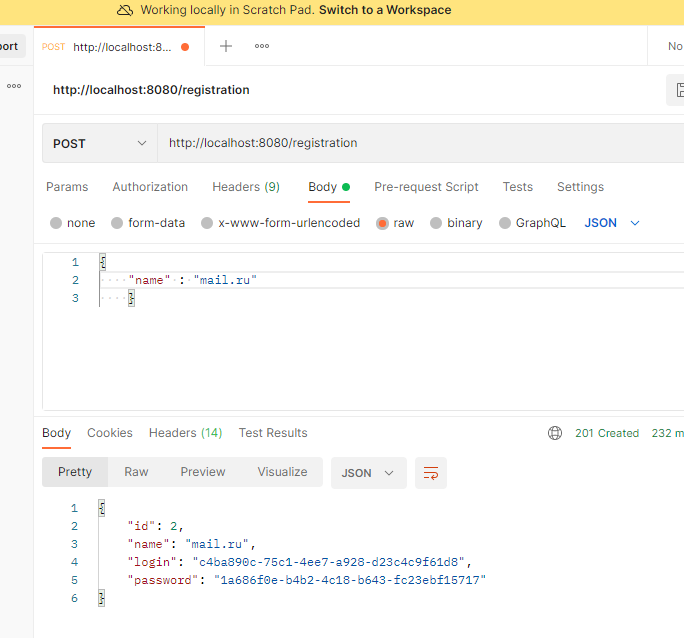 Working locally in Scratch Pad. Switch to a Workspace
port
POST http://localhost:8... No
http://localhost:8080/registration
POST http://localhost:8080/registration
Params Authorization Headers (9) Body Pre-request Script Tests Settings
none form-data x-www-form-urlencoded raw binary GraphQL JSON
1 {
2 "name" : "mail.ru"
3 }
Body Cookies Headers (14) Test Results 201 Created 232 m
Pretty Raw Preview Visualize JSON
1 {
2 "id": 2,
3 "name": "mail.ru",
4 "login": "c4ba890c-75c1-4ee7-a928-d23c4c9f61d8",
5 "password": "1a686f0e-b4b2-4c18-b643-fc23ebf15717"
6 }